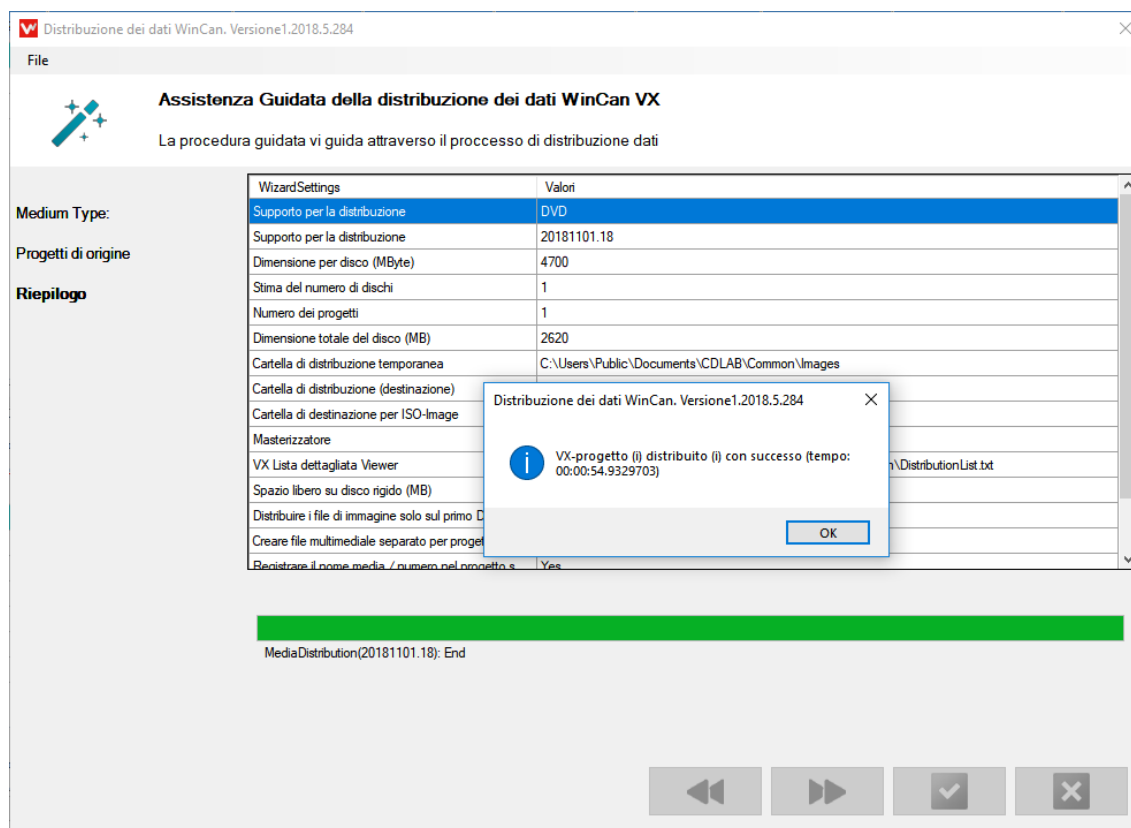 Distribuzione dei dati WinCan. Versione1.2018.5.284
File
Assistenza Guidata della distribuzione dei dati WinCan VX
La procedura guidata vi guida attraverso il proccesso di distribuzione dati
Medium Type:
Progetti di origine
Riepilogo
WizardSettings Valori
Supporto per la distribuzione DVD
Supporto per la distribuzione 20181101.18
Dimensione per disco (MByte) 4700
Stima del numero di dischi 1
Numero dei progetti 1
Dimensione totale del disco (MB) 2620
Cartella di distribuzione temporanea C:\Users\Public\Documents\CDLAB\Common\Images
Cartella di distribuzione (destinazione)
Cartella di destinazione per ISO-Image
Masterizzatore
VX Lista dettagliata Viewer \DistributionList.txt
Spazio libero su disco rigido (MB)
Distribuire i file di immagine solo sul primo D
Creare file multimediale separato per proget
Registrare il nome media / numero nel progetto s... Yes
Distribuzione dei dati WinCan. Versione1.2018.5.284
VX-progetto (i) distribuito (i) con successo (tempo:
00:00:54.9329703)
OK
MediaDistribution(20181101.18): End